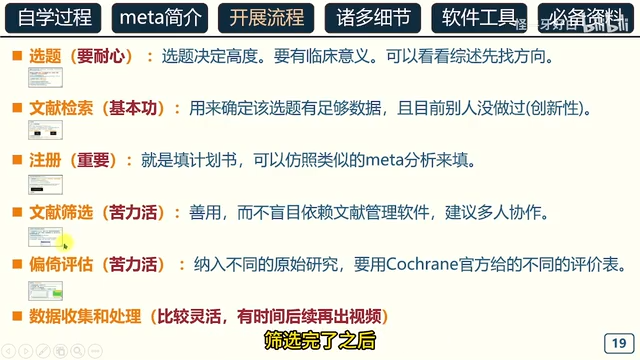 自学过程
meta简介
开展流程
诸多细节
软件工具
必备资料
bilibili
选题（要耐心）：选题决定高度。要有临床意义。可以看看综述先找方向。
文献检索（基本功）：用来确定该选题有足够数据，且目前别人没做过(创新性)。
注册（重要）：就是填计划书，可以仿照类似的meta分析来填。
文献筛选（苦力活）：善用，而不盲目依赖文献管理软件，建议多人协作。
偏倚评估（苦力活）：纳入不同的原始研究，要用Cochrane官方给的不同的评价表。
数据收集和处理（比较灵活，有时间后续再出视频）
筛选完了之后
19